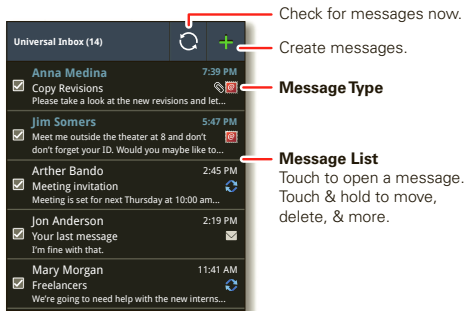 Check for messages now.
Universal Inbox (14)
Create messages.
Anna Medina 7:39 PM
Copy Revisions
Please take a look at the new revisions and let...
Message Type
Jim Somers 5:47 PM
Meet me outside the theater at 8 and don't
don't forget your ID. Would you maybe like to...
Arther Bando 2:45 PM
Meeting invitation
Meeting is set for next Thursday at 10:00 am...
Message List
Touch to open a message.
Touch & hold to move,
delete, & more.
Jon Anderson 2:19 PM
Your last message
I'm fine with that.
Mary Morgan 11:41 AM
Freelancers
We're going to need help with the new interns...